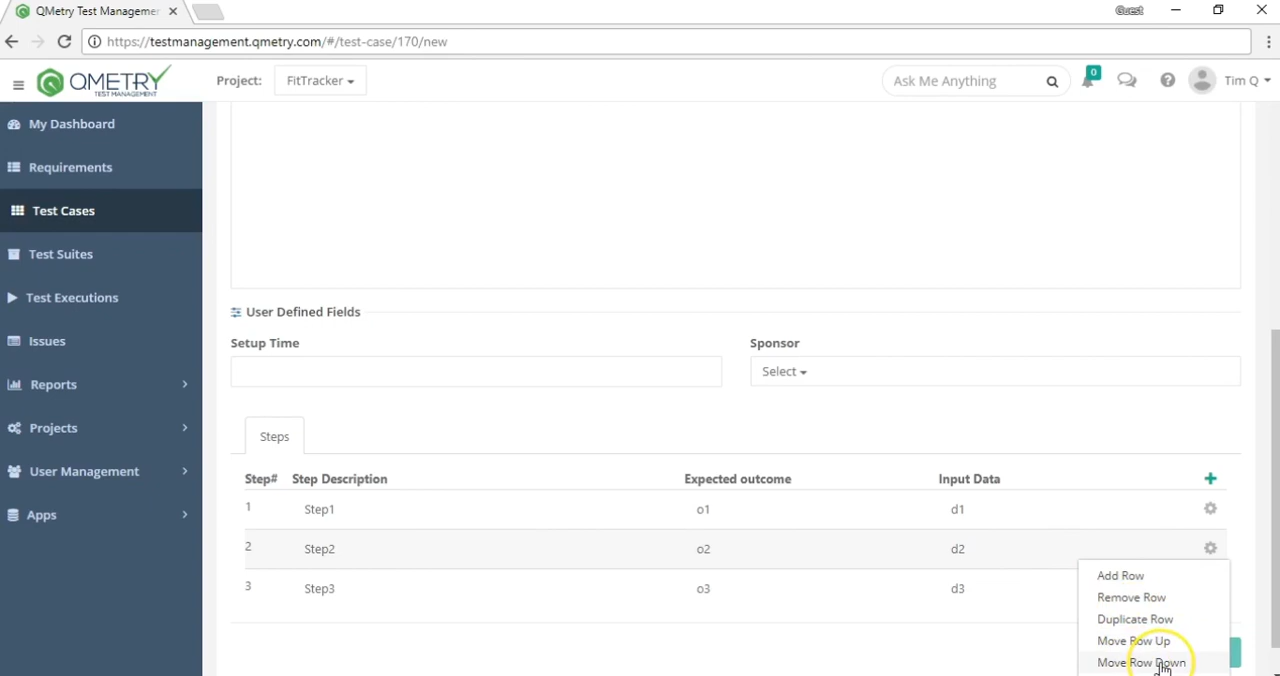 QMetry Test Managemer
Guest
https://testmanagement.qmetry.com/#/test-case/170/new
QMETRY
TEST MANAGEMENT
Project:
FitTracker
Ask Me Anything
0
Tim Q
My Dashboard
Requirements
Test Cases
Test Suites
Test Executions
Issues
Reports
Projects
User Management
Apps
User Defined Fields
Setup Time
Sponsor
Select
Steps
Step# Step Description Expected outcome Input Data
1 Step1 o1 d1
2 Step2 o2 d2
3 Step3 o3 d3
Add Row
Remove Row
Duplicate Row
Move Row Up
Move Row Down